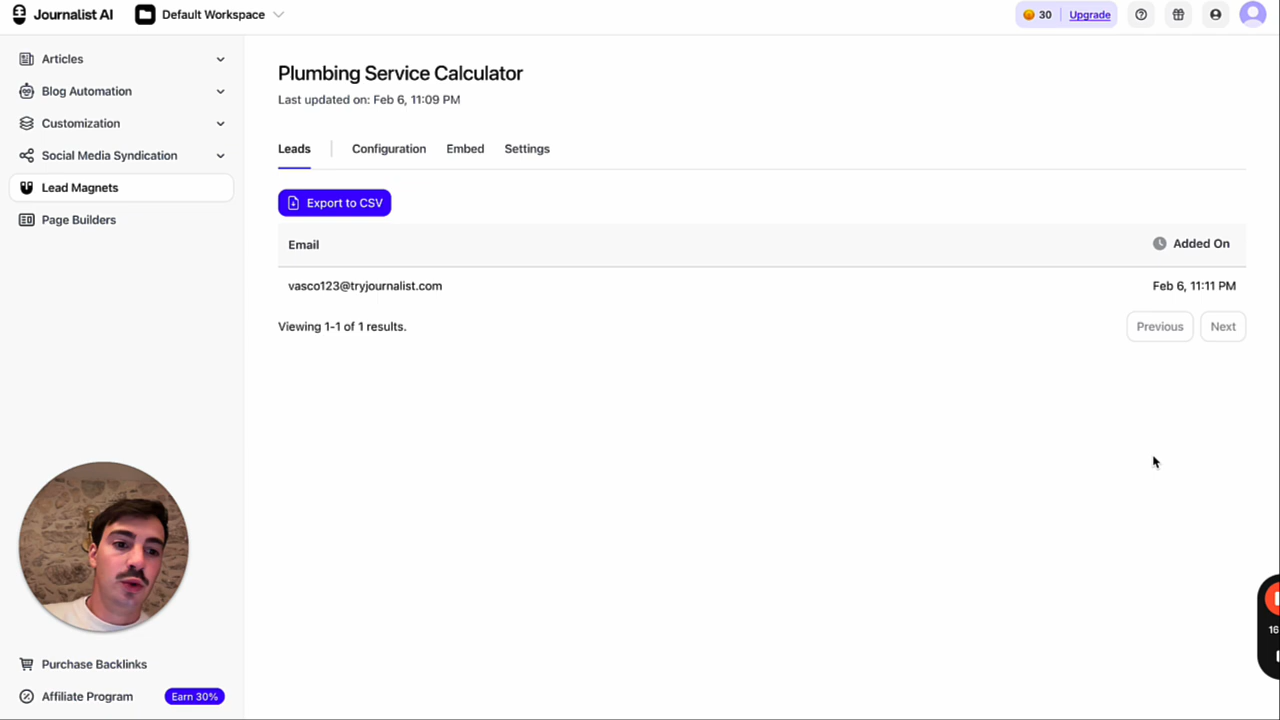 Journalist AI
Default Workspace
30
Upgrade
Articles
Blog Automation
Customization
Social Media Syndication
Lead Magnets
Page Builders
Plumbing Service Calculator
Last updated on: Feb 6, 11:09 PM
Leads
Configuration
Embed
Settings
Export to CSV
Email
Added On
vasco123@tryjournalist.com
Feb 6, 11:11 PM
Viewing 1-1 of 1 results.
Previous
Next
16
Purchase Backlinks
Affiliate Program
Earn 30%